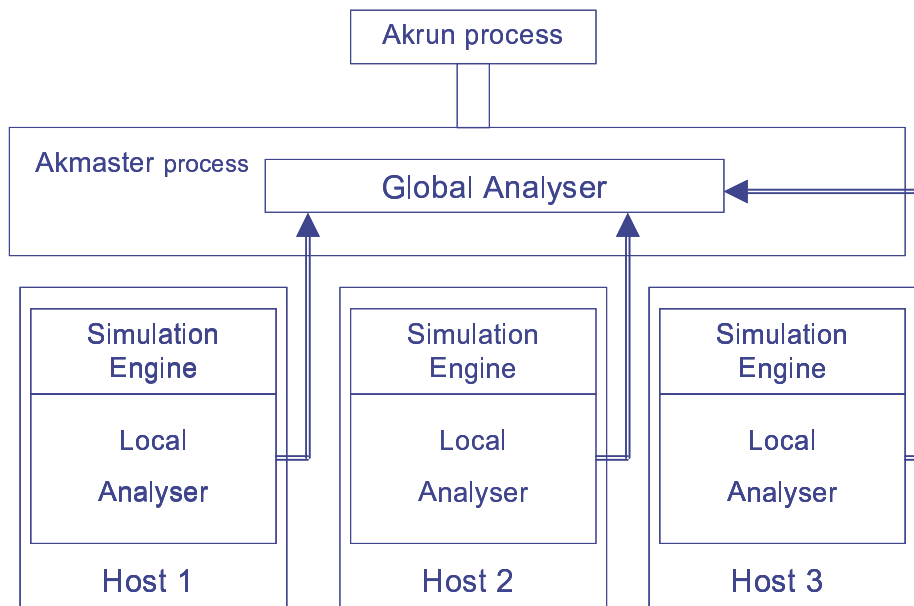 Akrun process
Akmaster process
Global Analyser
Simulation
Engine
Local
Analyser
Host 1
Simulation
Engine
Local
Analyser
Host 2
Simulation
Engine
Local
Analyser
Host 3